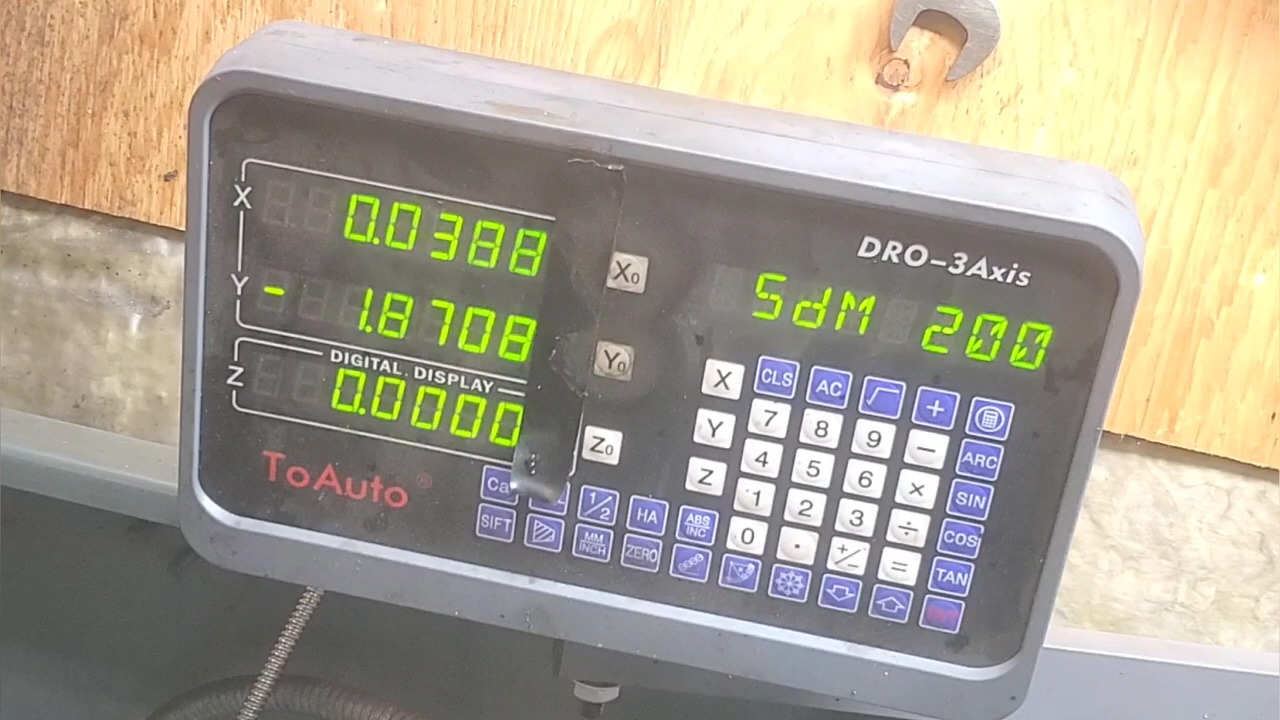 DRO-3Axis
X 0.0388 X0
Y - 1.8708 Y0
SdM 200
DIGITAL. DISPLAY
Z 0.0000 Z0
ToAuto®
X CLS AC √ +
Y 7 8 9 − ARC
Z 4 5 6 × SIN
1 2 3 ÷ COS
0 . +/− = TAN
Ca 1/2 HA ABS/INC
SIFT MM/INCH ZERO